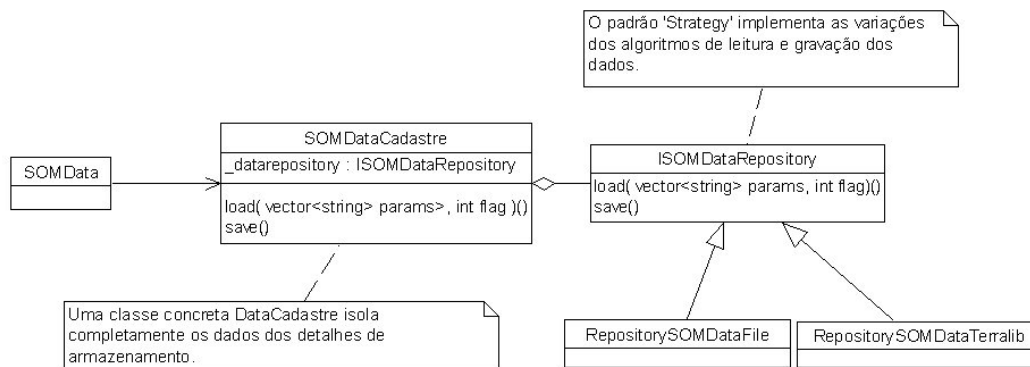 O padrão 'Strategy' implementa as variações
dos algoritmos de leitura e gravação dos
dados.
SOMData
SOMDataCadastre
_datarepository : ISOMDataRepository
load( vector<string> params>, int flag )()
save()
ISOMDataRepository
load( vector<string> params, int flag)()
save()
Uma classe concreta DataCadastre isola
completamente os dados dos detalhes de
armazenamento.
RepositorySOMDataFile
RepositorySOMDataTerralib